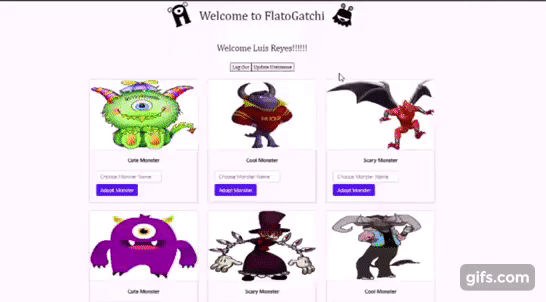 Welcome to FlatoGatchi
Welcome Luis Reyes!!!!!!
Log Out Update Username
Cute Monster Cool Monster Scary Monster
Choose Monster Name Choose Monster Name Choose Monster Name
Adopt Monster Adopt Monster Adopt Monster
Cute Monster Scary Monster Cool Monster
gifs.com